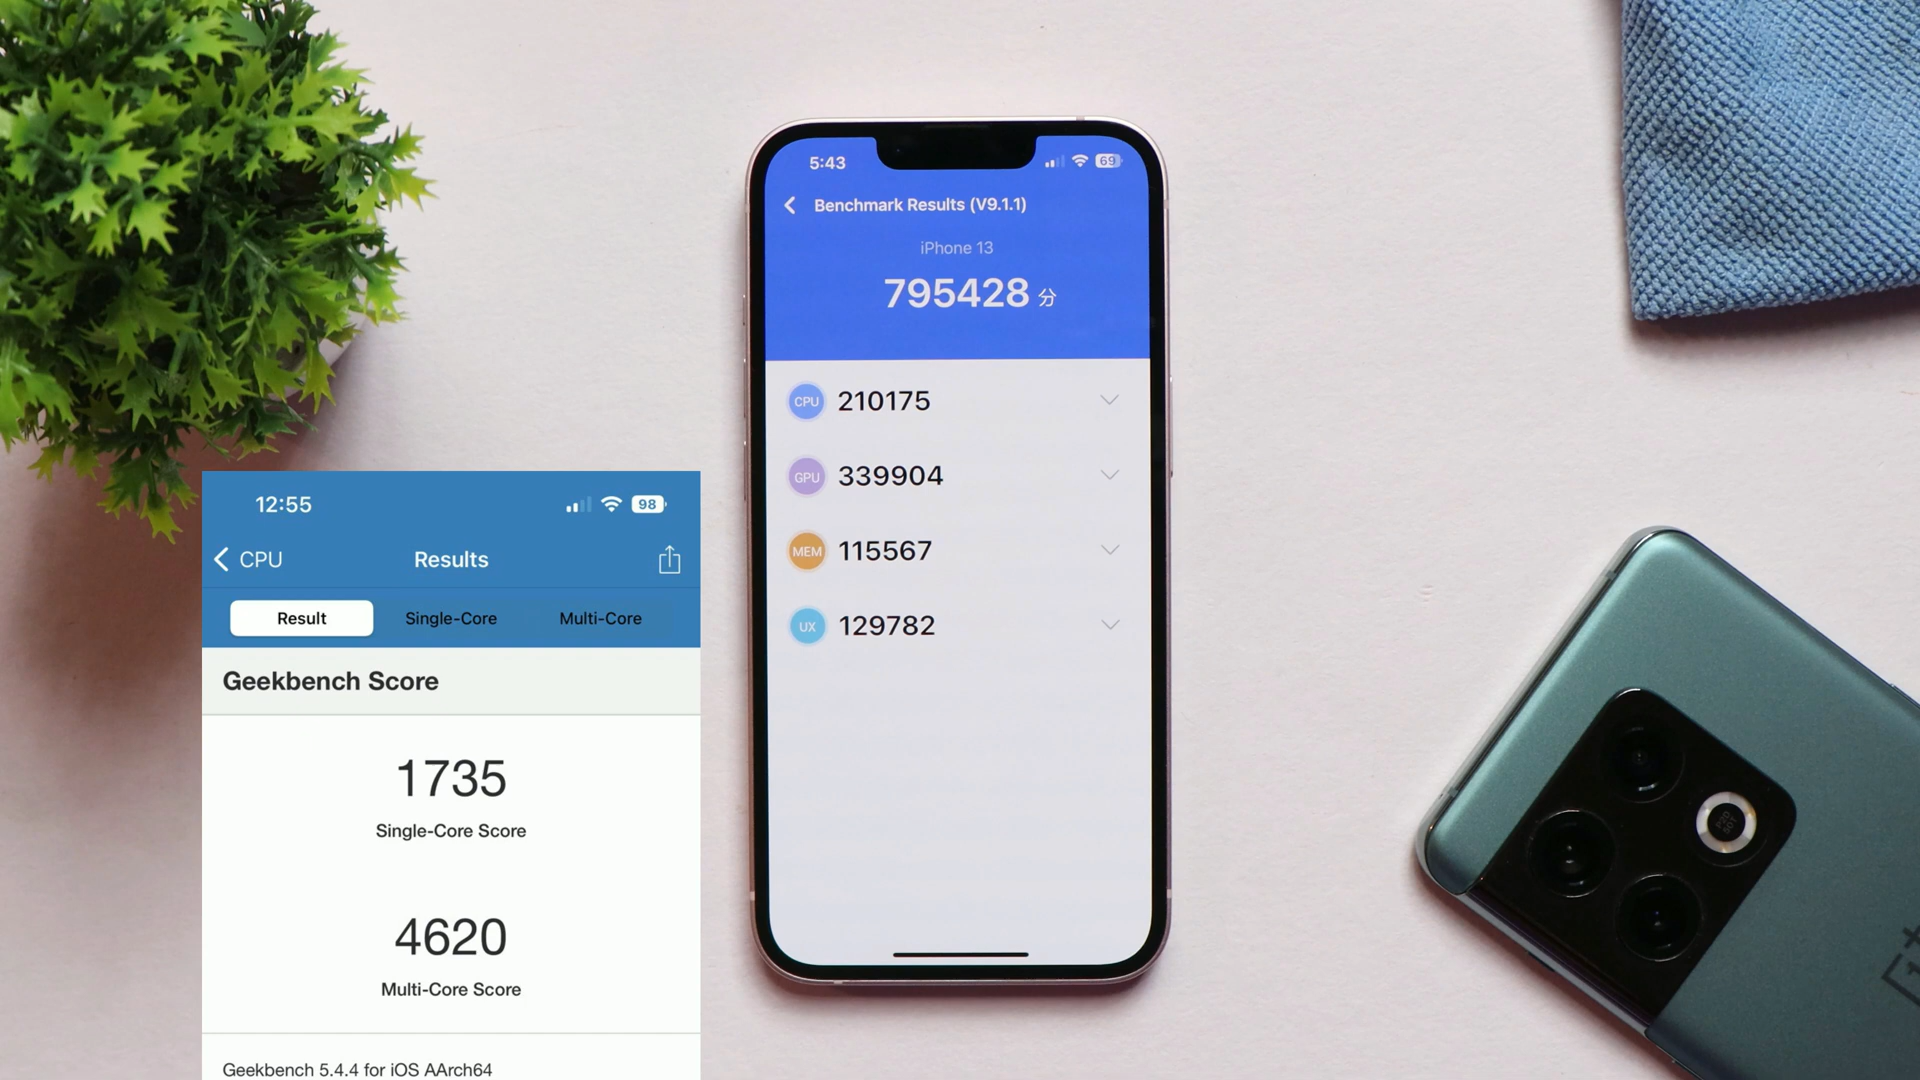 5:43
69
Benchmark Results (V9.1.1)
iPhone 13
795428 分
CPU 210175
GPU 339904
MEM 115567
UX 129782
12:55
98
CPU
Results
Result Single-Core Multi-Core
Geekbench Score
1735
Single-Core Score
4620
Multi-Core Score
Geekbench 5.4.4 for iOS AArch64